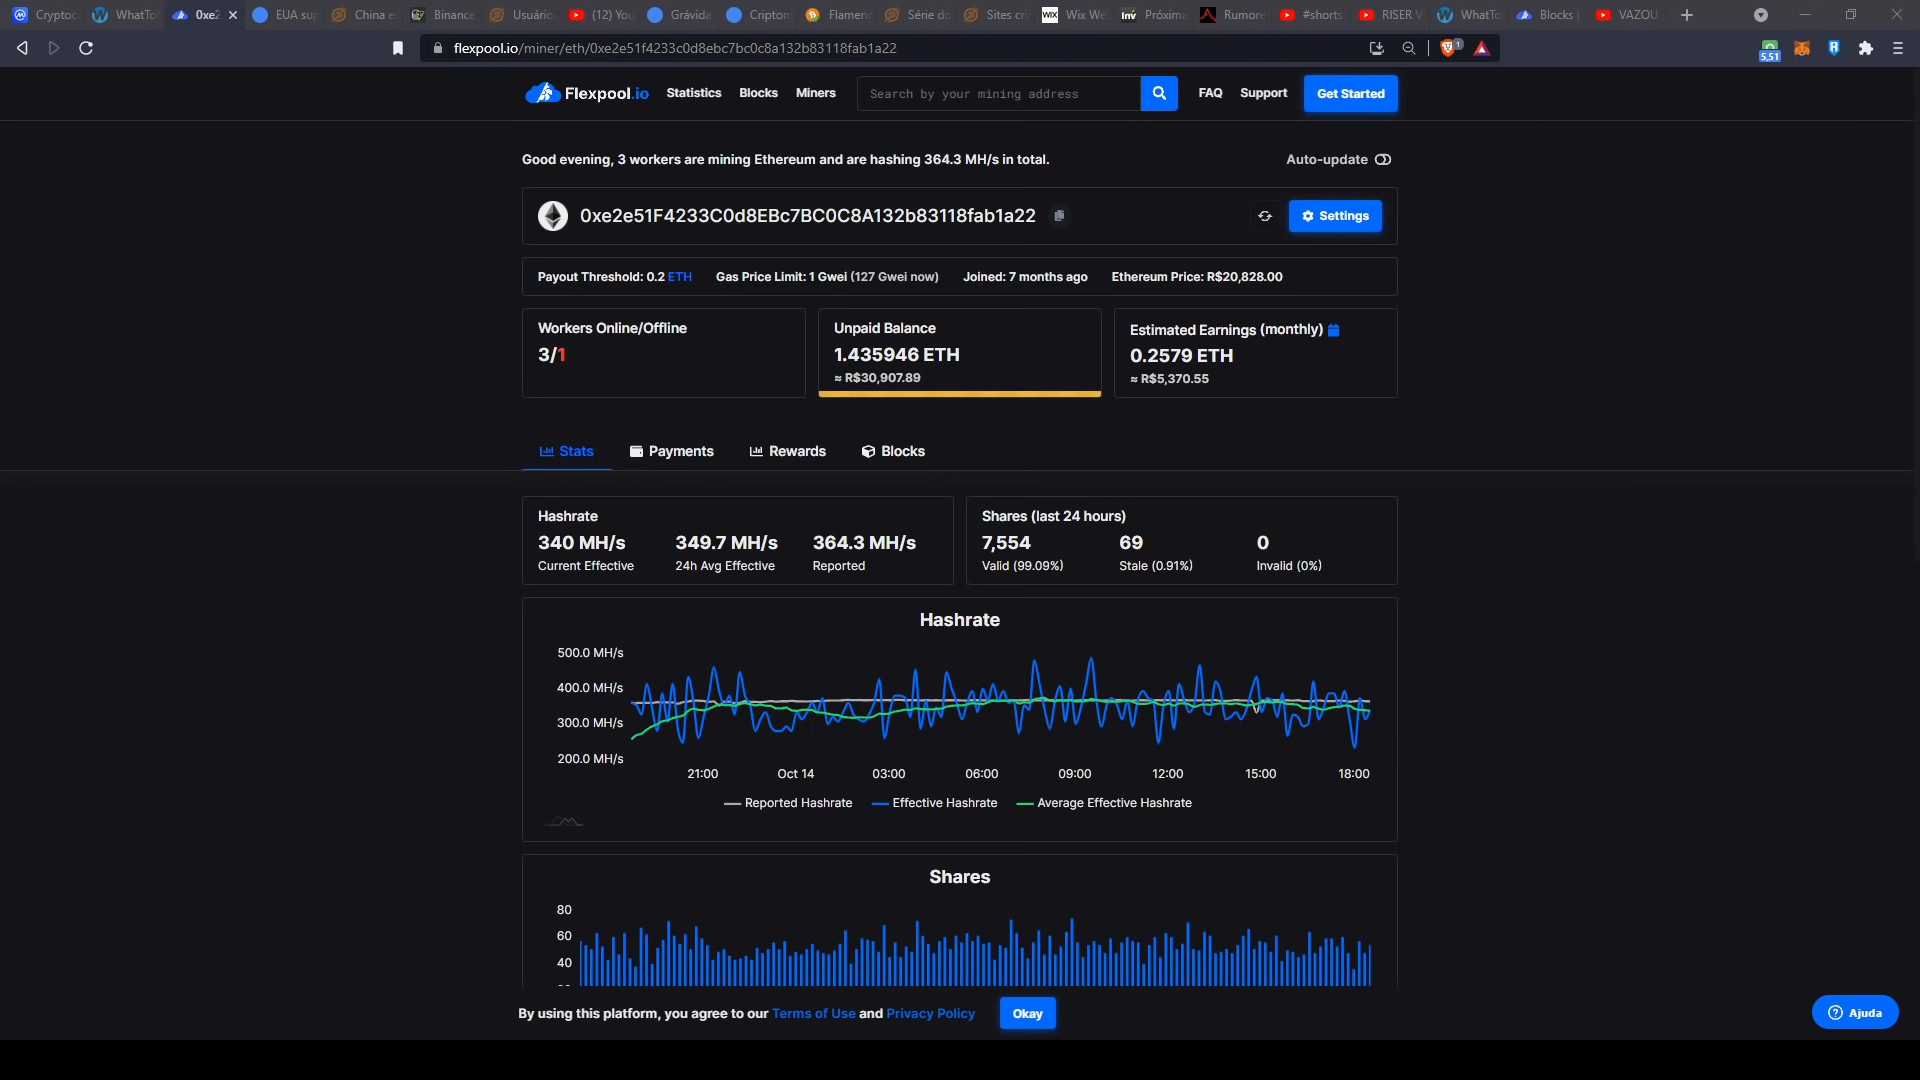 Crypto
WhatTo
0xe2
EUA sup
China e
Binance
Usuário
(12) You
Grávida
Cripton
Flamen
Série do
Sites cri
WIX Wix We
Inv Próxima
Rumore
#shorts
RISER V
WhatTo
Blocks |
VAZOU
flexpool.io/miner/eth/0xe2e51f4233c0d8ebc7bc0c8a132b83118fab1a22
1
5,51
Flexpool.io
Statistics
Blocks
Miners
Search by your mining address
FAQ
Support
Get Started
Good evening, 3 workers are mining Ethereum and are hashing 364.3 MH/s in total.
Auto-update
0xe2e51F4233C0d8EBc7BC0C8A132b83118fab1a22
Settings
Payout Threshold: 0.2 ETH
Gas Price Limit: 1 Gwei (127 Gwei now)
Joined: 7 months ago
Ethereum Price: R$20,828.00
Workers Online/Offline
3/1
Unpaid Balance
1.435946 ETH
≈ R$30,907.89
Estimated Earnings (monthly)
0.2579 ETH
≈ R$5,370.55
Stats
Payments
Rewards
Blocks
Hashrate
340 MH/s
349.7 MH/s
364.3 MH/s
Current Effective
24h Avg Effective
Reported
Shares (last 24 hours)
7,554
69
0
Valid (99.09%)
Stale (0.91%)
Invalid (0%)
Hashrate
500.0 MH/s
400.0 MH/s
300.0 MH/s
200.0 MH/s
21:00
Oct 14
03:00
06:00
09:00
12:00
15:00
18:00
Reported Hashrate
Effective Hashrate
Average Effective Hashrate
Shares
80
60
40
By using this platform, you agree to our Terms of Use and Privacy Policy
Okay
Ajuda